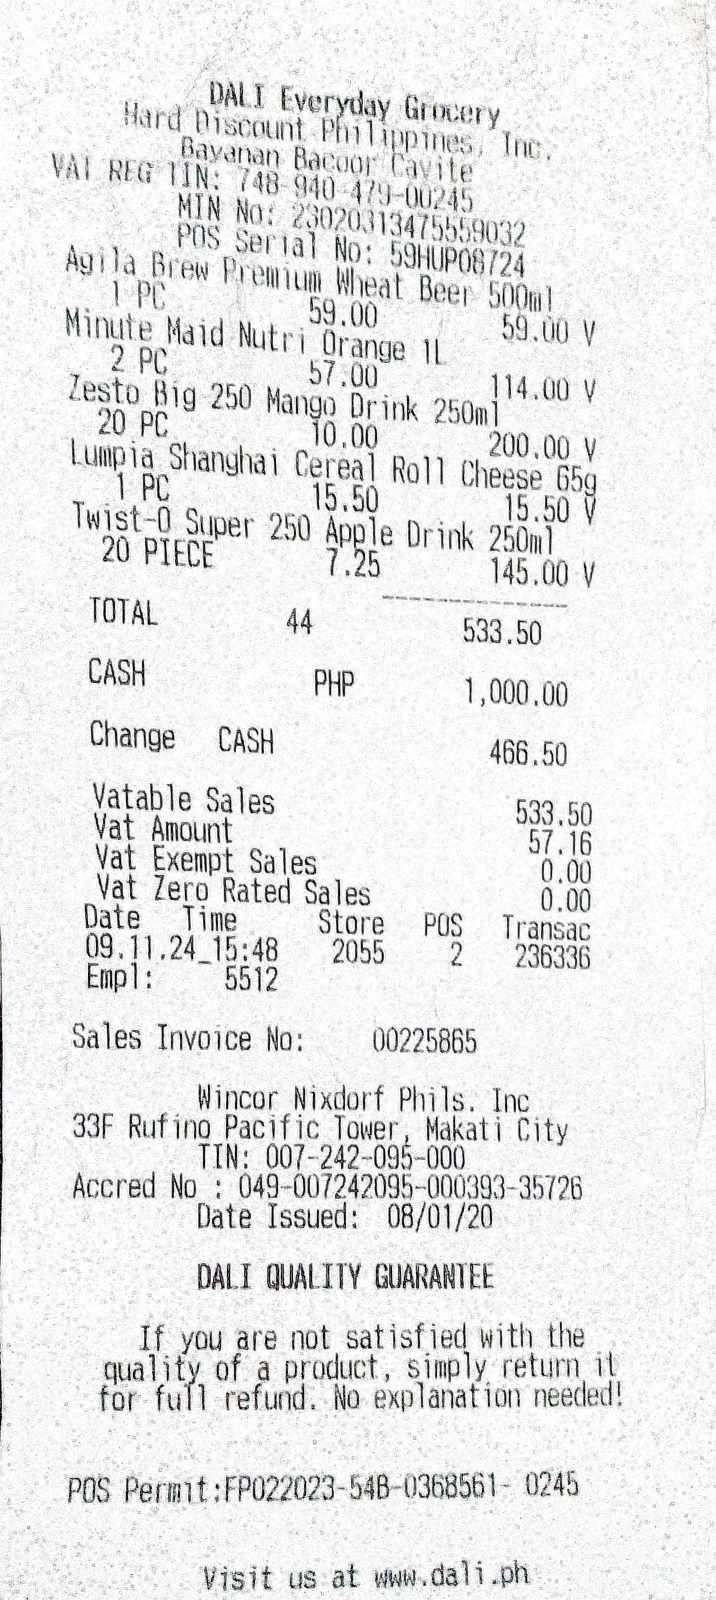 DALI Everyday Grocery
Hard Discount Philippines, Inc.
Bayanan Bacoor Cavite
VAT REG TIN: 748-940-479-00245
MIN No: 23020313475559032
POS Serial No: 59HUP08724
Agila Brew Premium Wheat Beer 500ml
1 PC 59.00 59.00 V
Minute Maid Nutri Orange 1L
2 PC 57.00 114.00 V
Zesto Big 250 Mango Drink 250ml
20 PC 10.00 200.00 V
Lumpia Shanghai Cereal Roll Cheese 65g
1 PC 15.50 15.50 V
Twist-O Super 250 Apple Drink 250ml
20 PIECE 7.25 145.00 V
TOTAL 44 533.50
CASH PHP 1,000.00
Change CASH 466.50
Vatable Sales 533.50
Vat Amount 57.16
Vat Exempt Sales 0.00
Vat Zero Rated Sales 0.00
Date Time Store POS Transac
09.11.24_15:48 2055 2 236336
Empl: 5512
Sales Invoice No: 00225865
Wincor Nixdorf Phils. Inc
33F Rufino Pacific Tower, Makati City
TIN: 007-242-095-000
Accred No : 049-007242095-000393-35726
Date Issued: 08/01/20
DALI QUALITY GUARANTEE
If you are not satisfied with the
quality of a product, simply return it
for full refund. No explanation needed!
POS Permit:FP022023-54B-0368561- 0245
Visit us at www.dali.ph